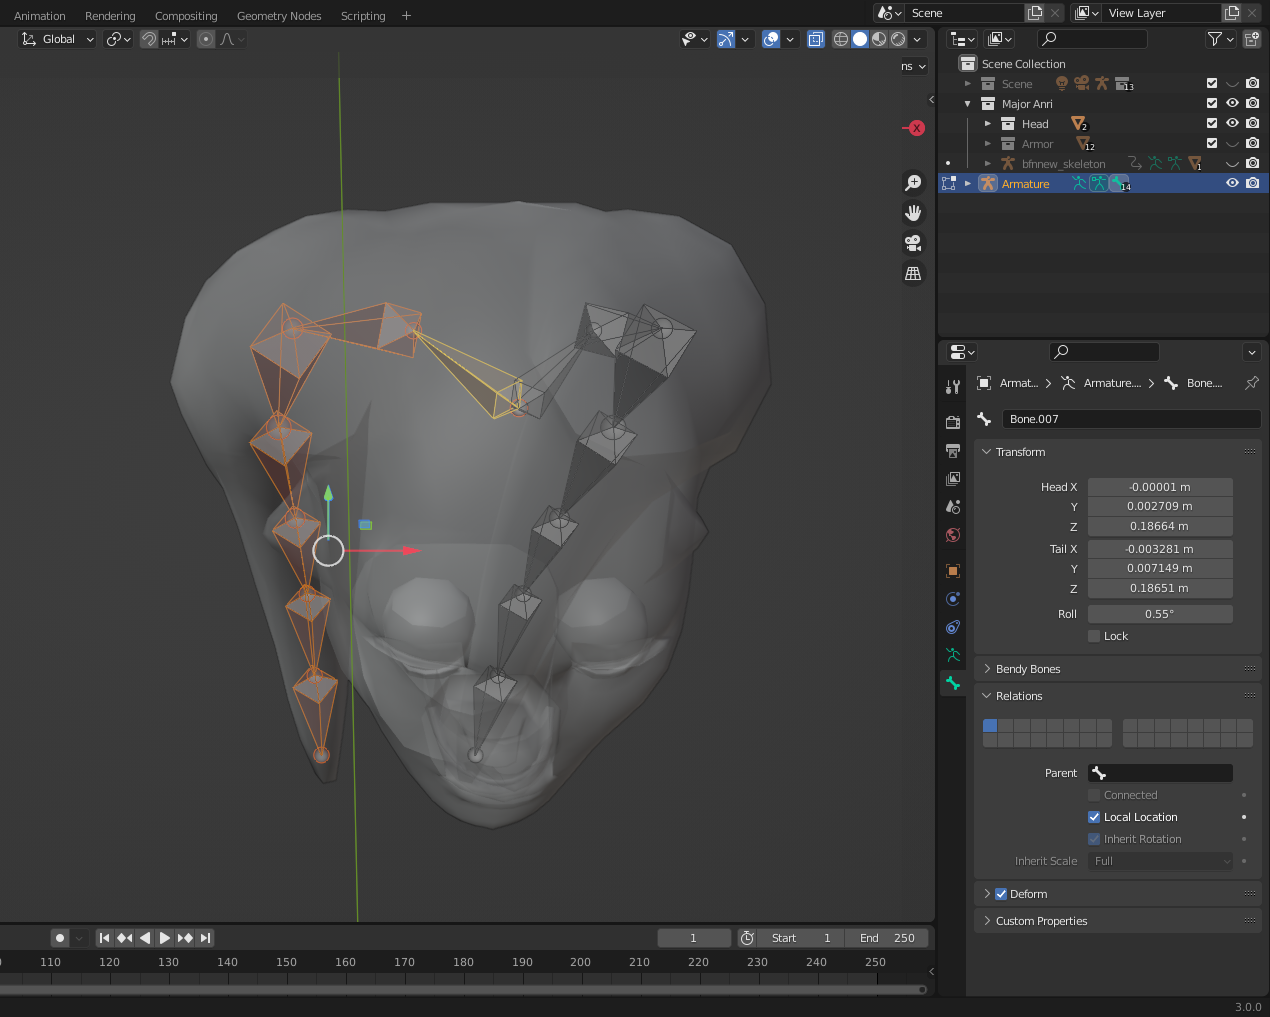 Animation Rendering Compositing Geometry Nodes Scripting +
Scene
View Layer
Global
ns
X
Scene Collection
Scene 13
Major Anri
Head 2
Armor 12
bfnnew_skeleton 1
Armature 14
Armat... > Armature.... > Bone....
Bone.007
Transform
Head X -0.00001 m
Y 0.002709 m
Z 0.18664 m
Tail X -0.003281 m
Y 0.007149 m
Z 0.18651 m
Roll 0.55°
Lock
Bendy Bones
Relations
Parent
Connected
Local Location
Inherit Rotation
Inherit Scale Full
Deform
Custom Properties
1 Start 1 End 250
110 120 130 140 150 160 170 180 190 200 210 220 230 240 250
3.0.0